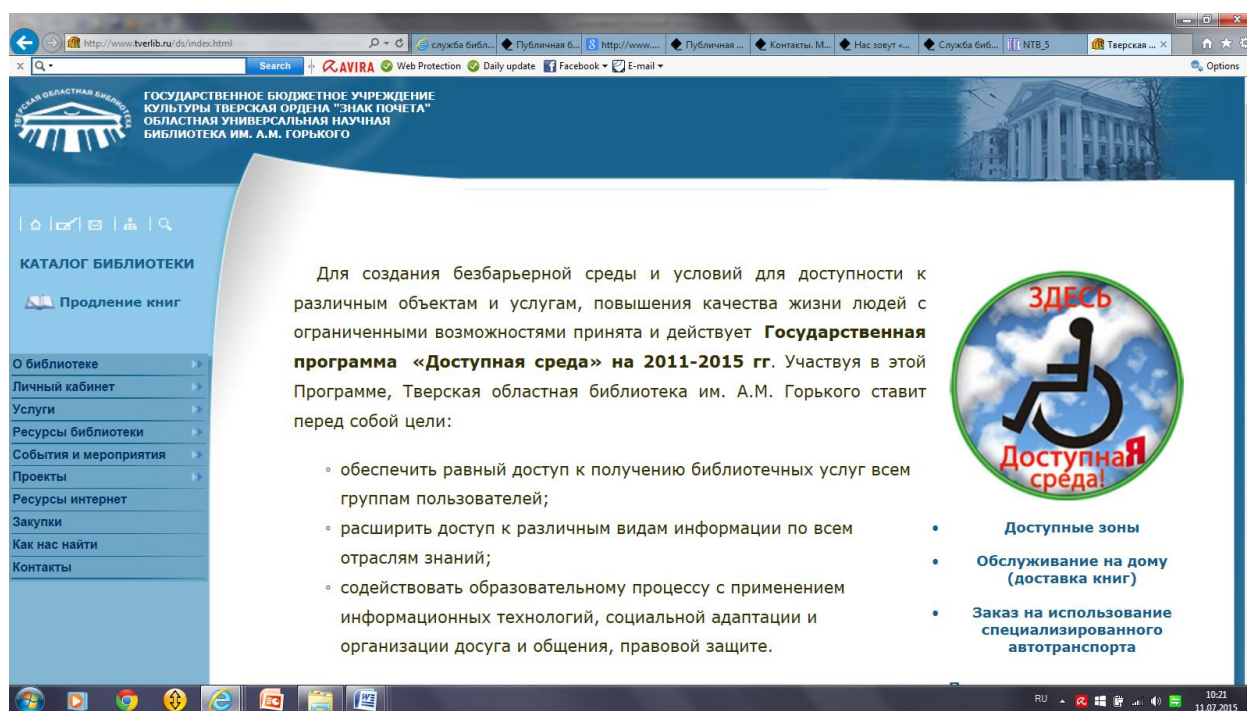 http://www.tverlib.ru/ds/index.html
служба библ...
Публичная б...
http://www....
Публичная ...
Контакты. М...
Нас зовут «...
Служба биб...
NTB_5
Тверская ...
Search
AVIRA
Web Protection
Daily update
Facebook
E-mail
Options
ТВЕРСКАЯ ОБЛАСТНАЯ БИБЛИОТЕКА
ГОСУДАРСТВЕННОЕ БЮДЖЕТНОЕ УЧРЕЖДЕНИЕ
КУЛЬТУРЫ ТВЕРСКАЯ ОРДЕНА "ЗНАК ПОЧЕТА"
ОБЛАСТНАЯ УНИВЕРСАЛЬНАЯ НАУЧНАЯ
БИБЛИОТЕКА ИМ. А.М. ГОРЬКОГО
КАТАЛОГ БИБЛИОТЕКИ
Продление книг
О библиотеке
Личный кабинет
Услуги
Ресурсы библиотеки
События и мероприятия
Проекты
Ресурсы интернет
Закупки
Как нас найти
Контакты
Для создания безбарьерной среды и условий для доступности к
различным объектам и услугам, повышения качества жизни людей с
ограниченными возможностями принята и действует Государственная
программа «Доступная среда» на 2011-2015 гг. Участвуя в этой
Программе, Тверская областная библиотека им. А.М. Горького ставит
перед собой цели:
◦ обеспечить равный доступ к получению библиотечных услуг всем
группам пользователей;
◦ расширить доступ к различным видам информации по всем
отраслям знаний;
◦ содействовать образовательному процессу с применением
информационных технологий, социальной адаптации и
организации досуга и общения, правовой защите.
ЗДЕСЬ
ДоступнаЯ
среда!
• Доступные зоны
• Обслуживание на дому
(доставка книг)
• Заказ на использование
специализированного
автотранспорта
RU
10:21
11.07.2015